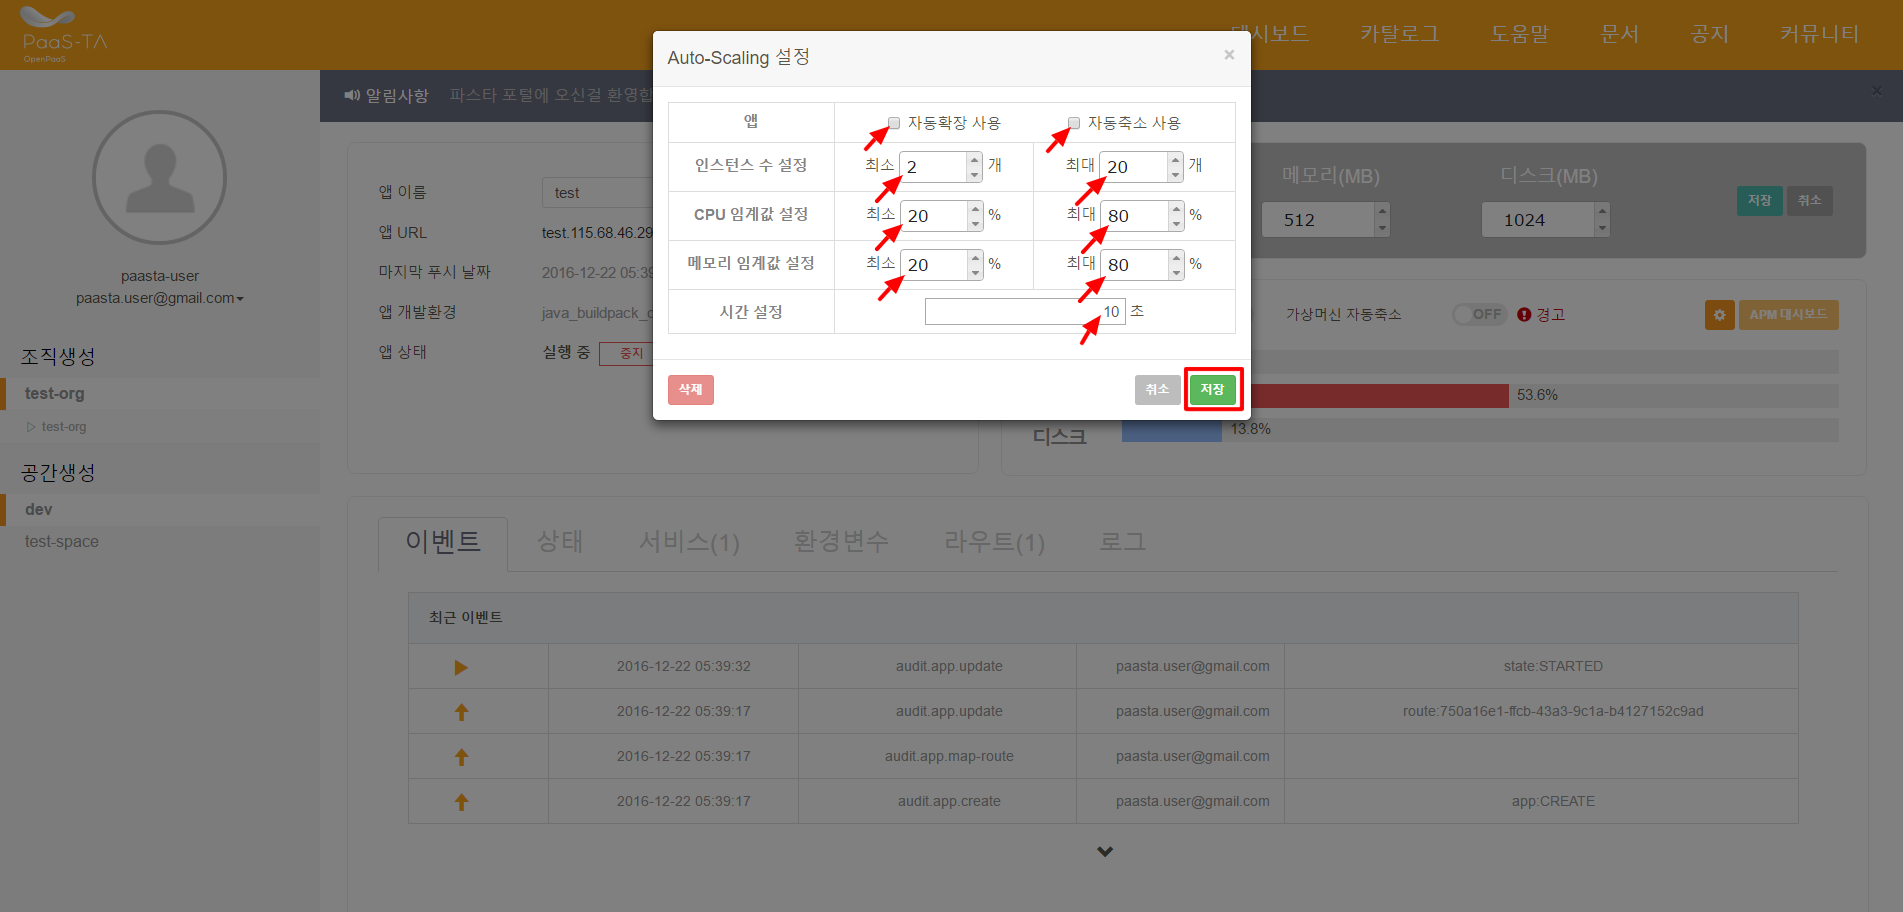 PaaS-TA
OpenPaaS
대시보드 카탈로그 도움말 문서 공지 커뮤니티
알림사항 파스타 포털에 오신걸 환영합
×
paasta-user
paasta.user@gmail.com
조직생성
test-org
test-org
공간생성
dev
test-space
앱 이름 test
앱 URL test.115.68.46.29
마지막 푸시 날짜 2016-12-22 05:39
앱 개발환경 java_buildpack_o
앱 상태 실행 중 중지
Auto-Scaling 설정 ×
앱 자동확장 사용 자동축소 사용
인스턴스 수 설정 최소 2 개 최대 20 개
CPU 임계값 설정 최소 20 % 최대 80 %
메모리 임계값 설정 최소 20 % 최대 80 %
시간 설정 10 초
삭제 취소 저장
메모리(MB) 디스크(MB)
512 1024 저장 취소
가상머신 자동축소 OFF 경고 APM 대시보드
53.6%
디스크 13.8%
이벤트 상태 서비스(1) 환경변수 라우트(1) 로그
최근 이벤트
2016-12-22 05:39:32 audit.app.update paasta.user@gmail.com state:STARTED
2016-12-22 05:39:17 audit.app.update paasta.user@gmail.com route:750a16e1-ffcb-43a3-9c1a-b4127152c9ad
2016-12-22 05:39:17 audit.app.map-route paasta.user@gmail.com
2016-12-22 05:39:17 audit.app.create paasta.user@gmail.com app:CREATE